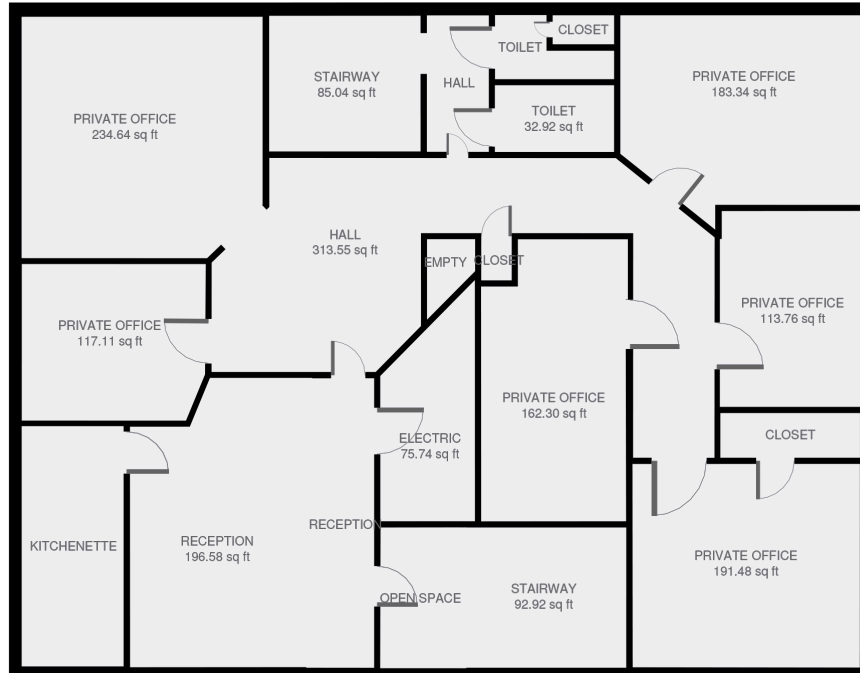 CLOSET
TOILET
STAIRWAY
85.04 sq ft
HALL
PRIVATE OFFICE
183.34 sq ft
PRIVATE OFFICE
234.64 sq ft
TOILET
32.92 sq ft
HALL
313.55 sq ft
EMPTY
CLOSET
PRIVATE OFFICE
113.76 sq ft
PRIVATE OFFICE
117.11 sq ft
PRIVATE OFFICE
162.30 sq ft
ELECTRIC
75.74 sq ft
CLOSET
RECEPTION
KITCHENETTE
RECEPTION
196.58 sq ft
PRIVATE OFFICE
191.48 sq ft
OPEN SPACE
STAIRWAY
92.92 sq ft